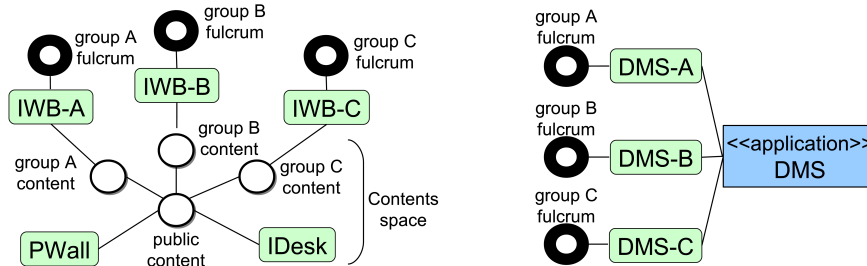 group A
fulcrum
group B
fulcrum
group C
fulcrum
IWB-A
IWB-B
IWB-C
group A
content
group B
content
group C
content
Contents
space
PWall
public
content
IDesk
group A
fulcrum
DMS-A
group B
fulcrum
DMS-B
group C
fulcrum
DMS-C
<<application>>
DMS